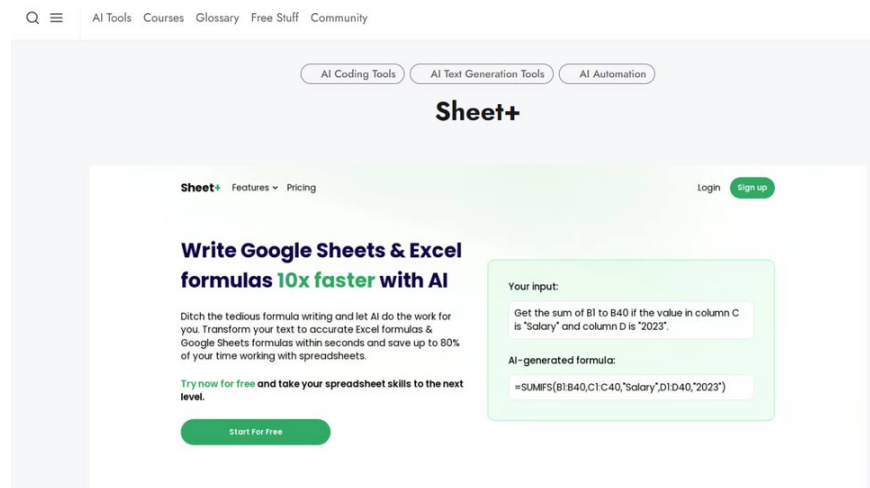 AI Tools Courses Glossary Free Stuff Community
AI Coding Tools AI Text Generation Tools AI Automation
Sheet+
Sheet+ Features Pricing Login Sign up
Write Google Sheets & Excel
formulas 10x faster with AI
Ditch the tedious formula writing and let AI do the work for
you. Transform your text to accurate Excel formulas &
Google Sheets formulas within seconds and save up to 80%
of your time working with spreadsheets.
Try now for free and take your spreadsheet skills to the next
level.
Start For Free
Your input:
Get the sum of B1 to B40 if the value in column C
is "Salary" and column D is "2023".
AI-generated formula:
=SUMIFS(B1:B40,C1:C40,"Salary",D1:D40,"2023")